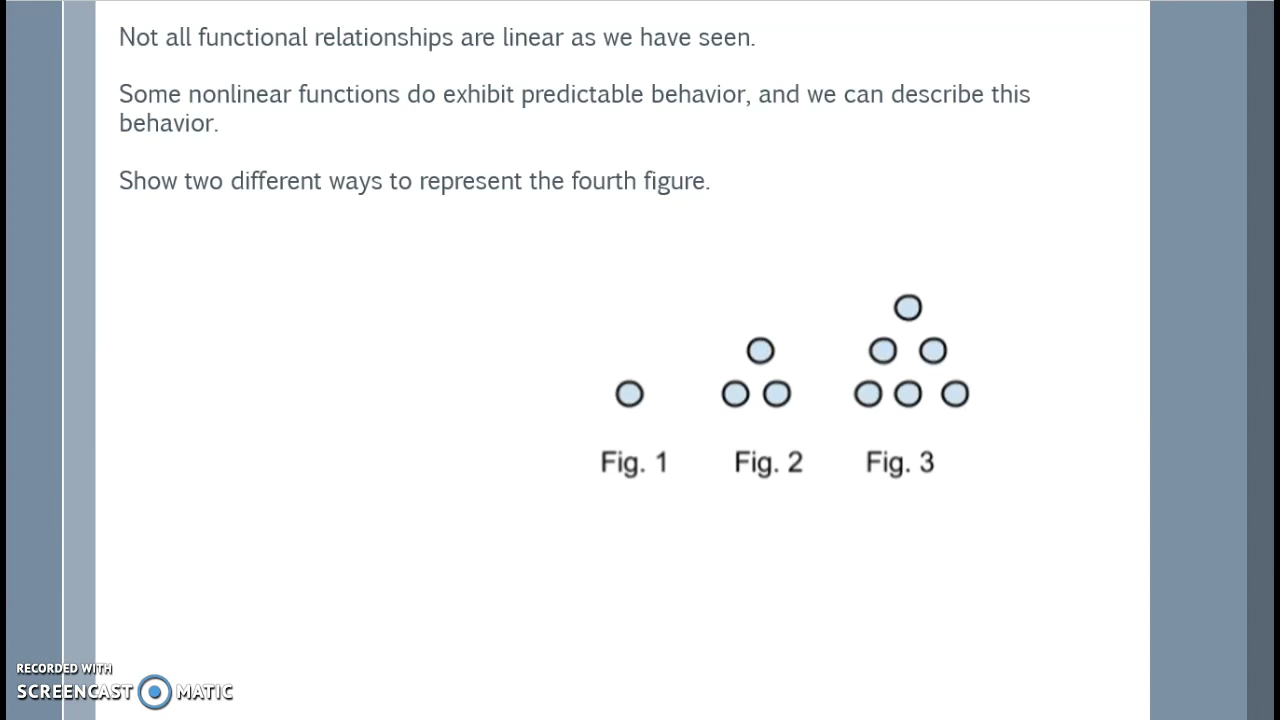 Not all functional relationships are linear as we have seen.
Some nonlinear functions do exhibit predictable behavior, and we can describe this
behavior.
Show two different ways to represent the fourth figure.
Fig. 1
Fig. 2
Fig. 3
RECORDED WITH
SCREENCAST MATIC